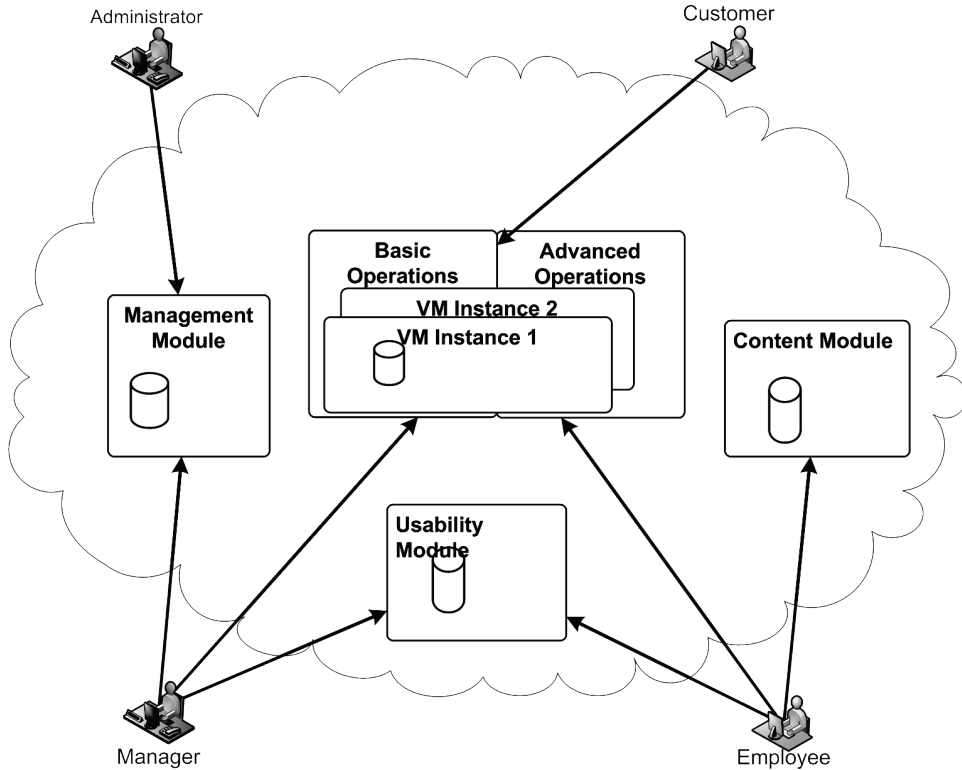 Administrator
Customer
Basic
Operations
Advanced
Operations
VM Instance 2
VM Instance 1
Management
Module
Content Module
Usability
Module
Manager
Employee